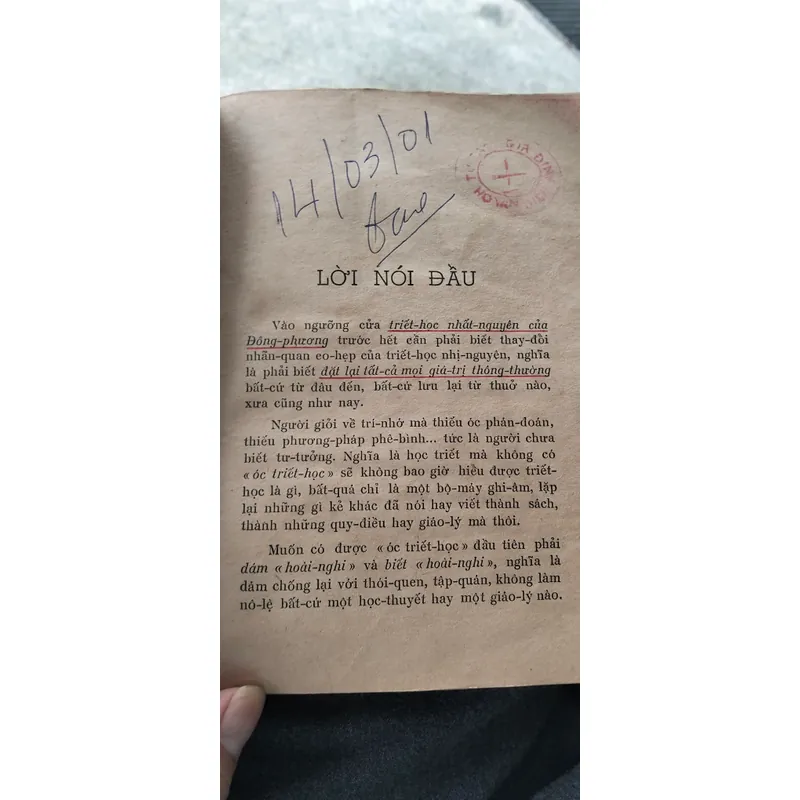 14/03/01
LỜI NÓI ĐẦU
Vào ngưỡng cửa triết-học nhất-nguyên của
Đông-phương trước hết cần phải biết thay-đổi
nhãn-quan eo-hẹp của triết-học nhị-nguyên, nghĩa
là phải biết đặt lại tất-cả mọi giá-trị thông-thường
bất-cứ từ đâu đến, bất-cứ lưu lại từ thuở nào,
xưa cũng như nay.
Người giỏi về trí-nhớ mà thiếu óc phán-đoán,
thiếu phương-pháp phê-bình... tức là người chưa
biết tư-tưởng. Nghĩa là học triết mà không có
« óc triết-học » sẽ không bao giờ hiểu được triết-
học là gì, bất-quá chỉ là một bộ-máy ghi-âm, lặp
lại những gì kẻ khác đã nói hay viết thành sách,
thành những quy-điều hay giáo-lý mà thôi.
Muốn có được « óc triết-học » đầu tiên phải
dám « hoài-nghi » và biết « hoài-nghi », nghĩa là
dám chống lại với thói-quen, tập-quán, không làm
nô-lệ bất-cứ một học-thuyết hay một giáo-lý nào.